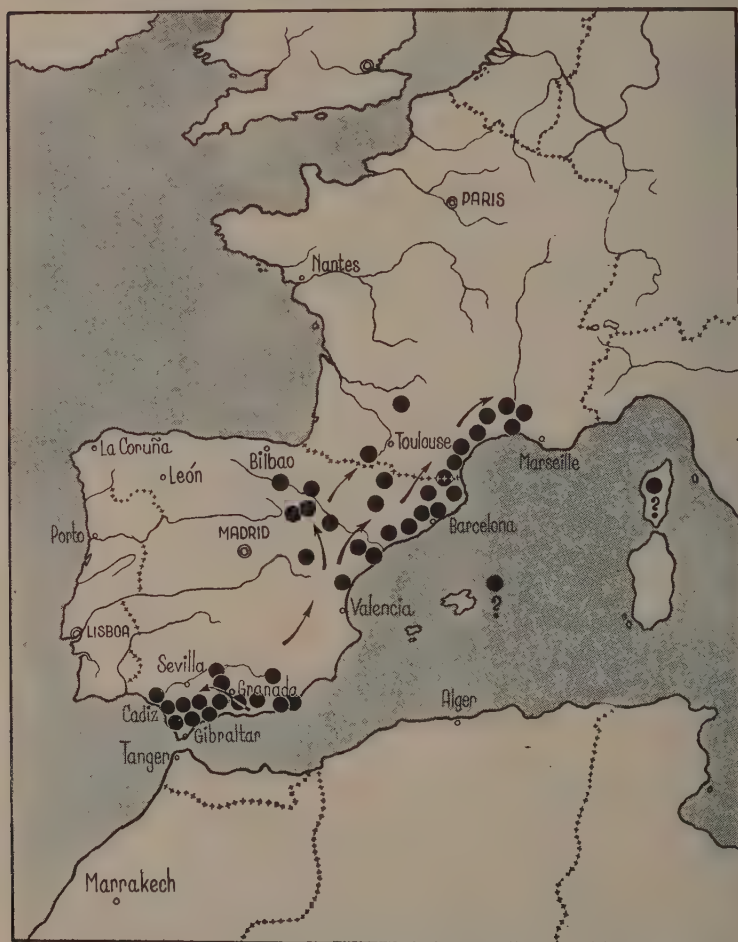 PARIS
Nantes
Toulouse
La Coruña
Bilbao
León
Marseille
?
Barcelona
Porto
MADRID
?
Valencia
LISBOA
Sevilla
Granada
Cadiz
Gibraltar
Alger
Tanger
Marrakech